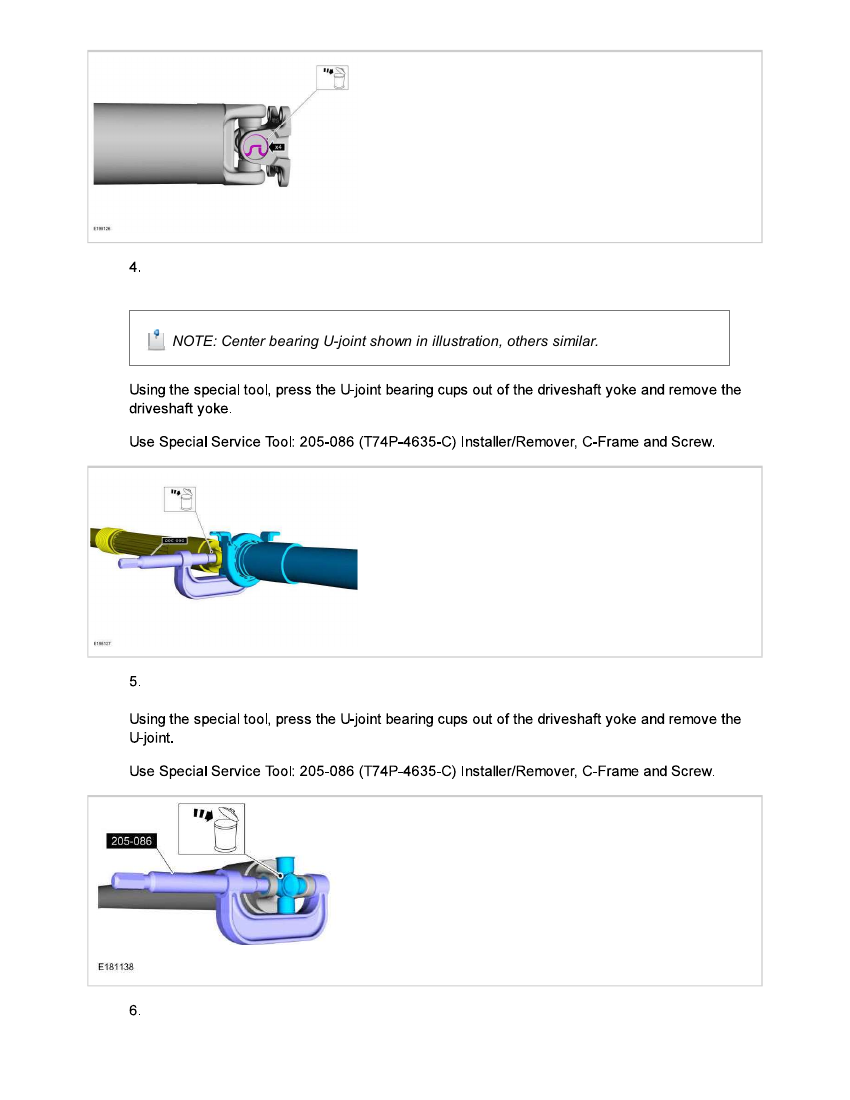 x4
E198126
4.
NOTE: Center bearing U-joint shown in illustration, others similar.
Using the special tool, press the U-joint bearing cups out of the driveshaft yoke and remove the
driveshaft yoke.
Use Special Service Tool: 205-086 (T74P-4635-C) Installer/Remover, C-Frame and Screw.
5.
Using the special tool, press the U-joint bearing cups out of the driveshaft yoke and remove the
U-joint.
Use Special Service Tool: 205-086 (T74P-4635-C) Installer/Remover, C-Frame and Screw.
205-086
E181138
6.